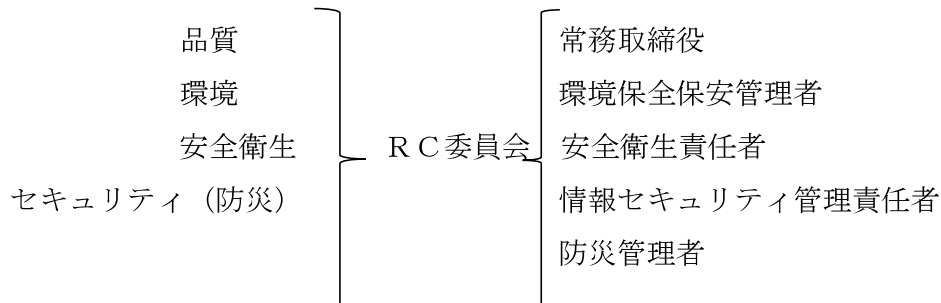 品質
環境
安全衛生
セキュリティ（防災）
ＲＣ委員会
常務取締役
環境保全保安管理者
安全衛生責任者
情報セキュリティ管理責任者
防災管理者